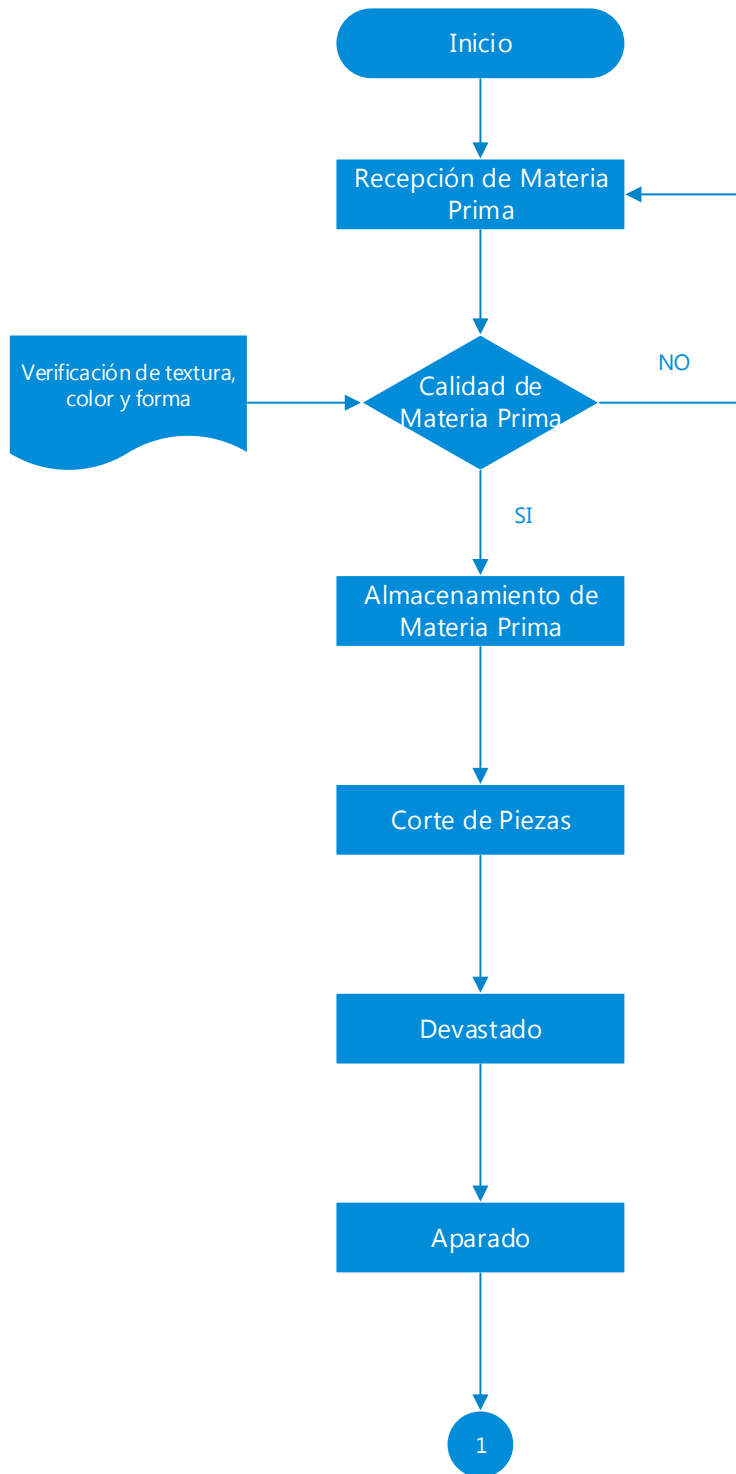 Inicio
Recepción de Materia
Prima
Verificación de textura,
color y forma
Calidad de
Materia Prima
NO
SI
Almacenamiento de
Materia Prima
Corte de Piezas
Devastado
Aparado
1